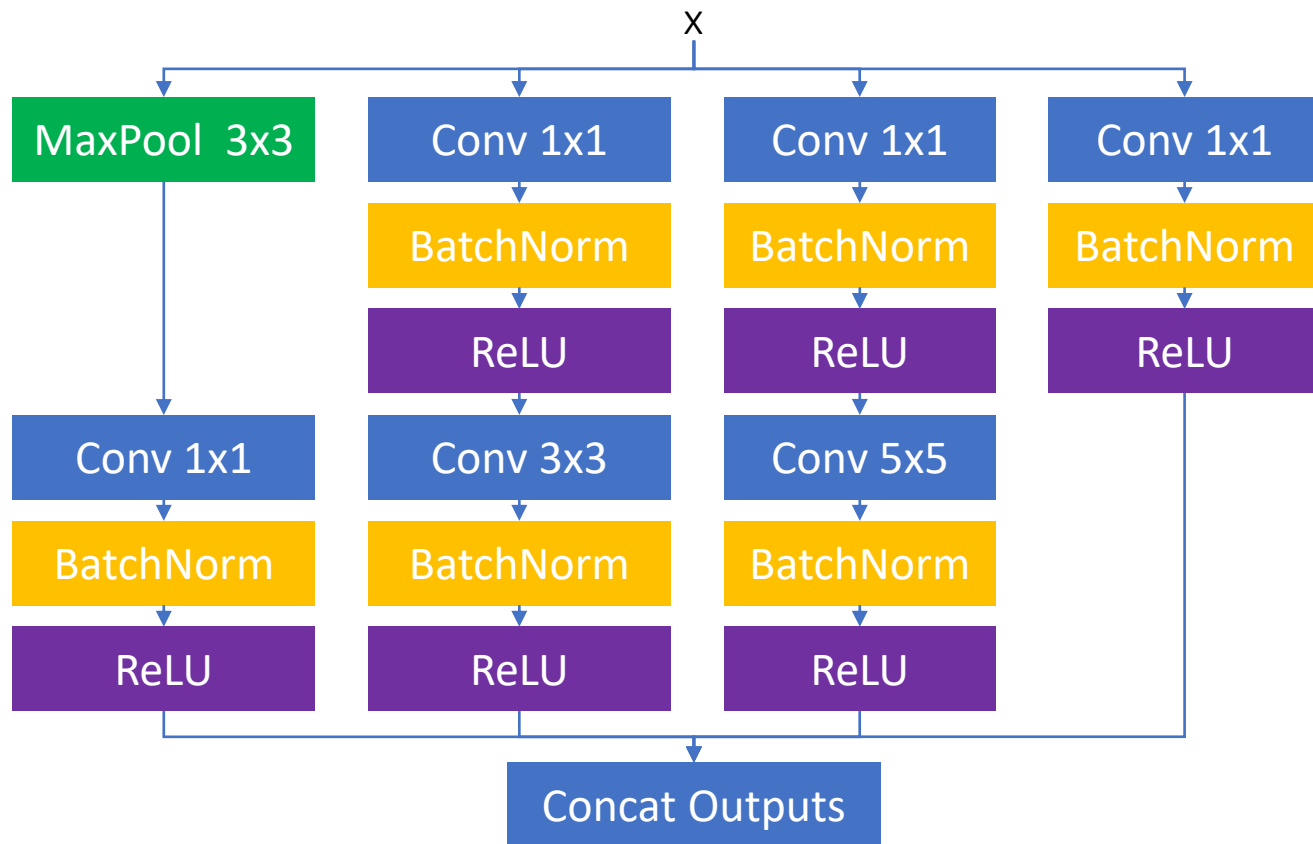 X
MaxPool 3x3
Conv 1x1
Conv 1x1
Conv 1x1
BatchNorm
BatchNorm
BatchNorm
ReLU
ReLU
ReLU
Conv 1x1
Conv 3x3
Conv 5x5
BatchNorm
BatchNorm
BatchNorm
ReLU
ReLU
ReLU
Concat Outputs